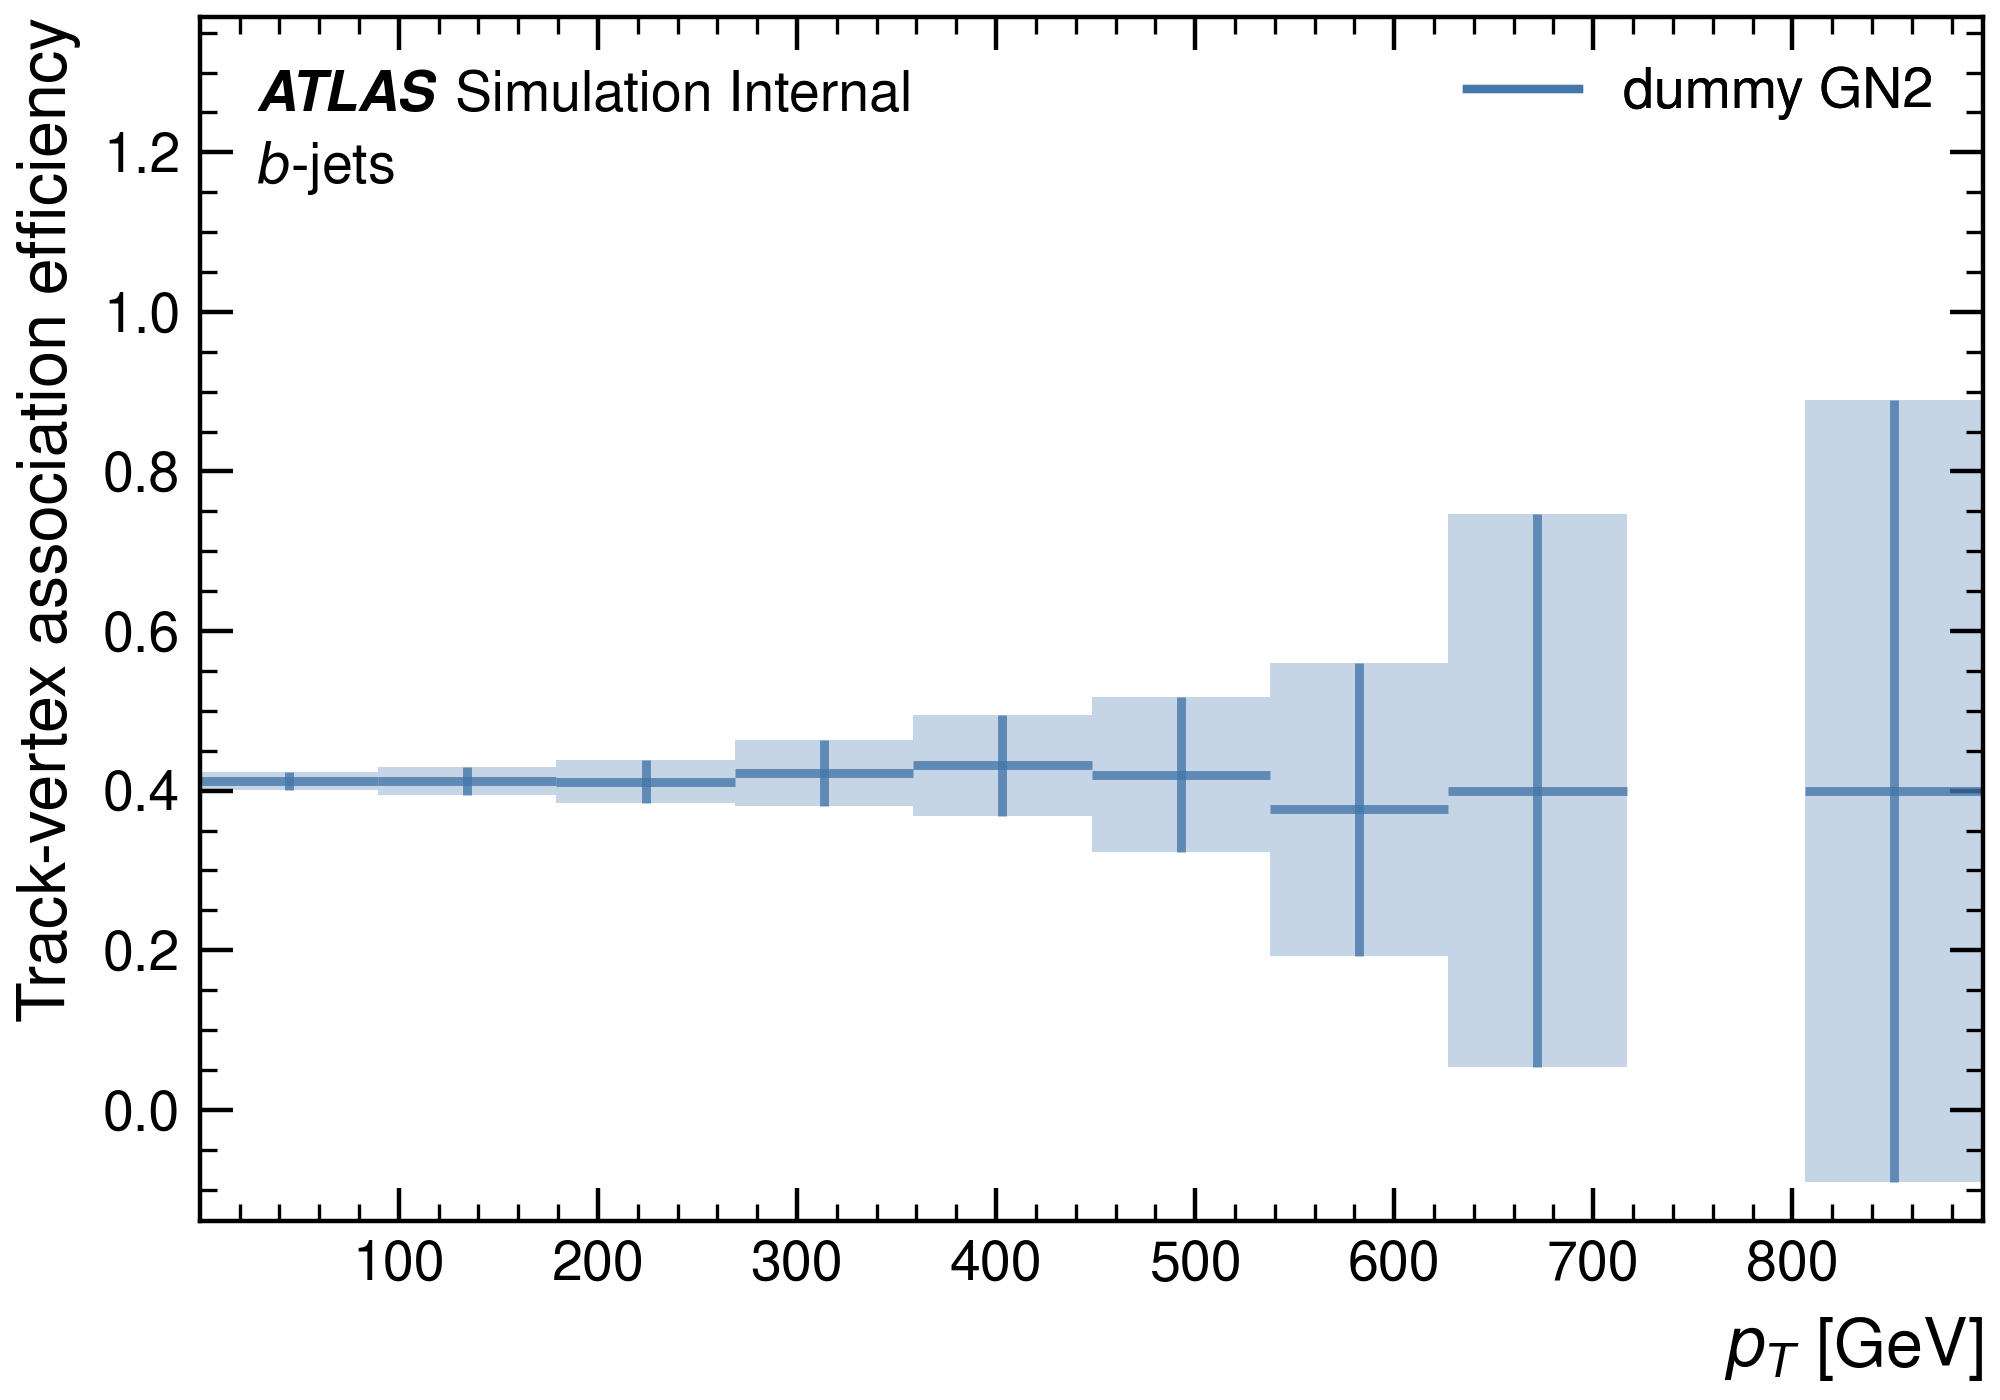 Track-vertex association efficiency
ATLAS Simulation Internal
b-jets
dummy GN2
1.2
1.0
0.8
0.6
0.4
0.2
0.0
100 200 300 400 500 600 700 800
pT [GeV]